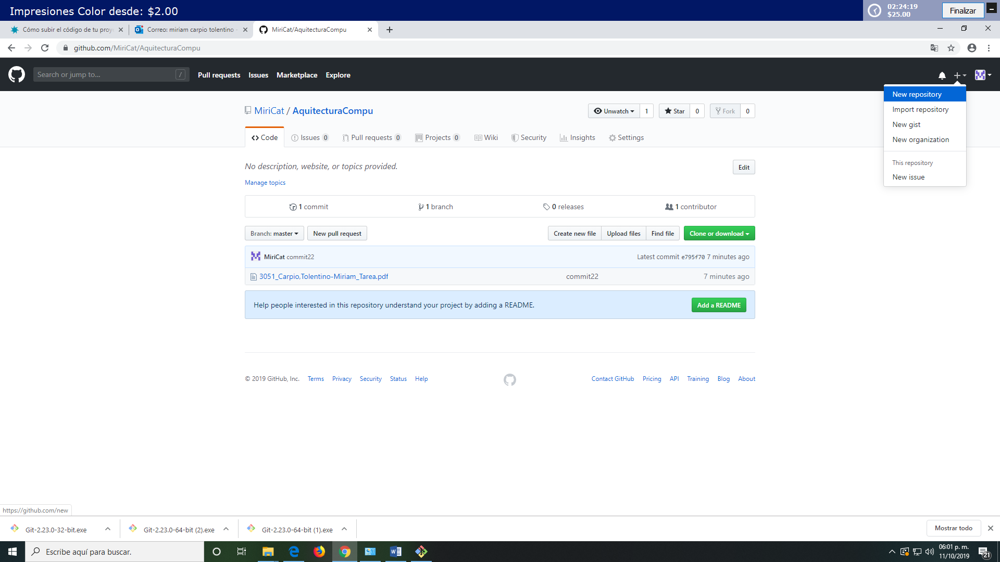 Impresiones Color desde: $2.00
02:24:19
$25.00
Finalizar
Cómo subir el código de tu proye
Correo: miriam carpio tolentino -
MiriCat/AquitecturaCompu
github.com/MiriCat/AquitecturaCompu
Search or jump to...
/
Pull requests
Issues
Marketplace
Explore
New repository
Import repository
New gist
New organization
This repository
New issue
MiriCat / AquitecturaCompu
Unwatch
1
Star
0
Fork
0
Code
Issues 0
Pull requests 0
Projects 0
Wiki
Security
Insights
Settings
No description, website, or topics provided.
Edit
Manage topics
1 commit
1 branch
0 releases
1 contributor
Branch: master
New pull request
Create new file
Upload files
Find file
Clone or download
MiriCat commit22
Latest commit e795f70 7 minutes ago
3051_Carpio,Tolentino-Miriam_Tarea.pdf
commit22
7 minutes ago
Help people interested in this repository understand your project by adding a README.
Add a README
© 2019 GitHub, Inc.
Terms
Privacy
Security
Status
Help
Contact GitHub
Pricing
API
Training
Blog
About
https://github.com/new
Git-2.23.0-32-bit.exe
Git-2.23.0-64-bit (2).exe
Git-2.23.0-64-bit (1).exe
Mostrar todo
Escribe aquí para buscar.
06:01 p. m.
11/10/2019
21